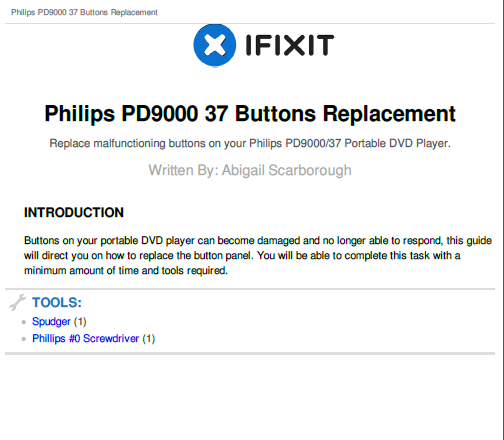 Philips PD9000 37 Buttons Replacement
IFIXIT
Philips PD9000 37 Buttons Replacement
Replace malfunctioning buttons on your Philips PD9000/37 Portable DVD Player.
Written By: Abigail Scarborough
INTRODUCTION
Buttons on your portable DVD player can become damaged and no longer able to respond, this guide
will direct you on how to replace the button panel. You will be able to complete this task with a
minimum amount of time and tools required.
TOOLS:
Spudger (1)
Phillips #0 Screwdriver (1)